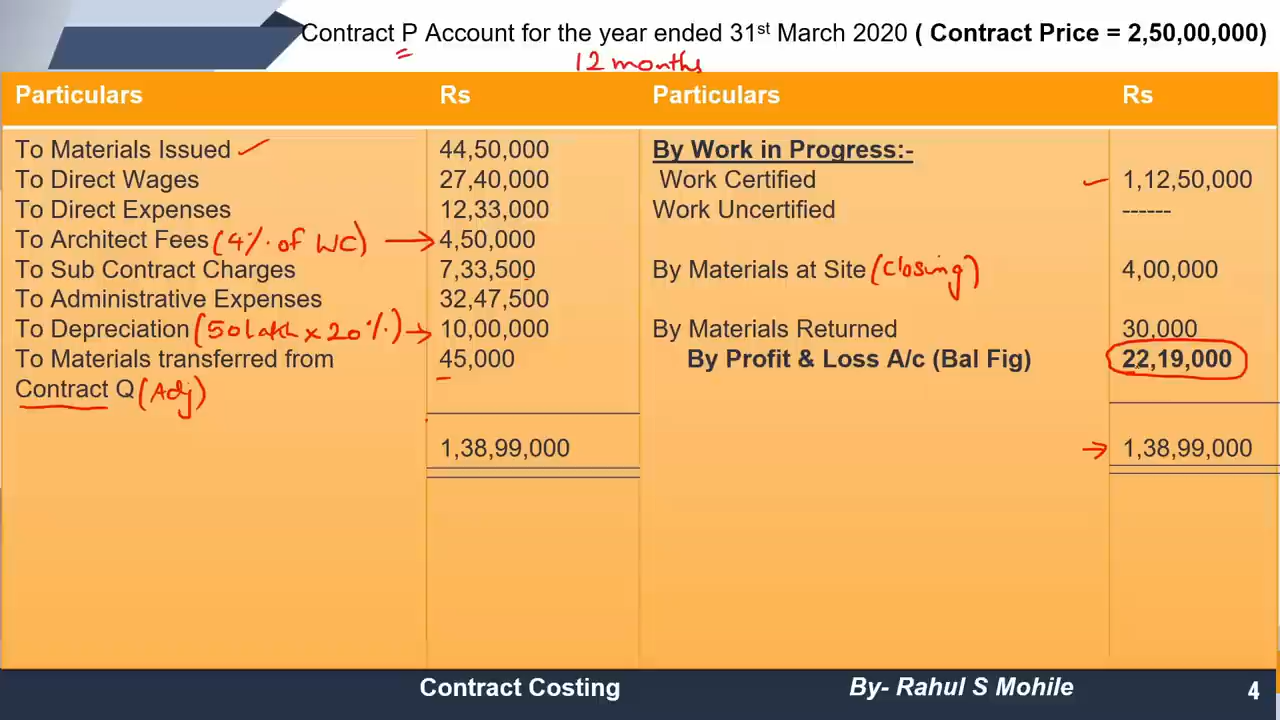 Contract P Account for the year ended 31st March 2020 ( Contract Price = 2,50,00,000)
12 months
Particulars Rs Particulars Rs
To Materials Issued 44,50,000 By Work in Progress:-
To Direct Wages 27,40,000 Work Certified 1,12,50,000
To Direct Expenses 12,33,000 Work Uncertified ------
To Architect Fees (4% of WC) 4,50,000
To Sub Contract Charges 7,33,500 By Materials at Site (closing) 4,00,000
To Administrative Expenses 32,47,500
To Depreciation (50 lakh x 20%) 10,00,000 By Materials Returned 30,000
To Materials transferred from 45,000 By Profit & Loss A/c (Bal Fig) 22,19,000
Contract Q (Adj)
1,38,99,000 1,38,99,000
Contract Costing By- Rahul S Mohile 4